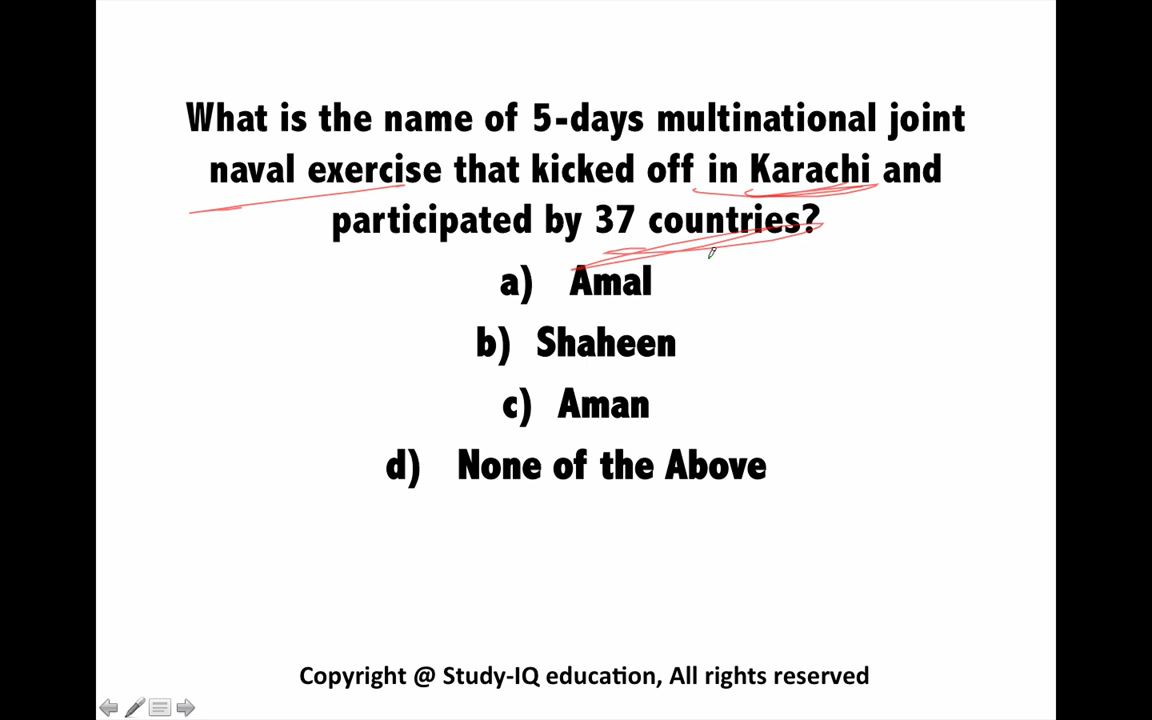 What is the name of 5-days multinational joint
naval exercise that kicked off in Karachi and
participated by 37 countries?
a) Amal
b) Shaheen
c) Aman
d) None of the Above
Copyright @ Study-IQ education, All rights reserved